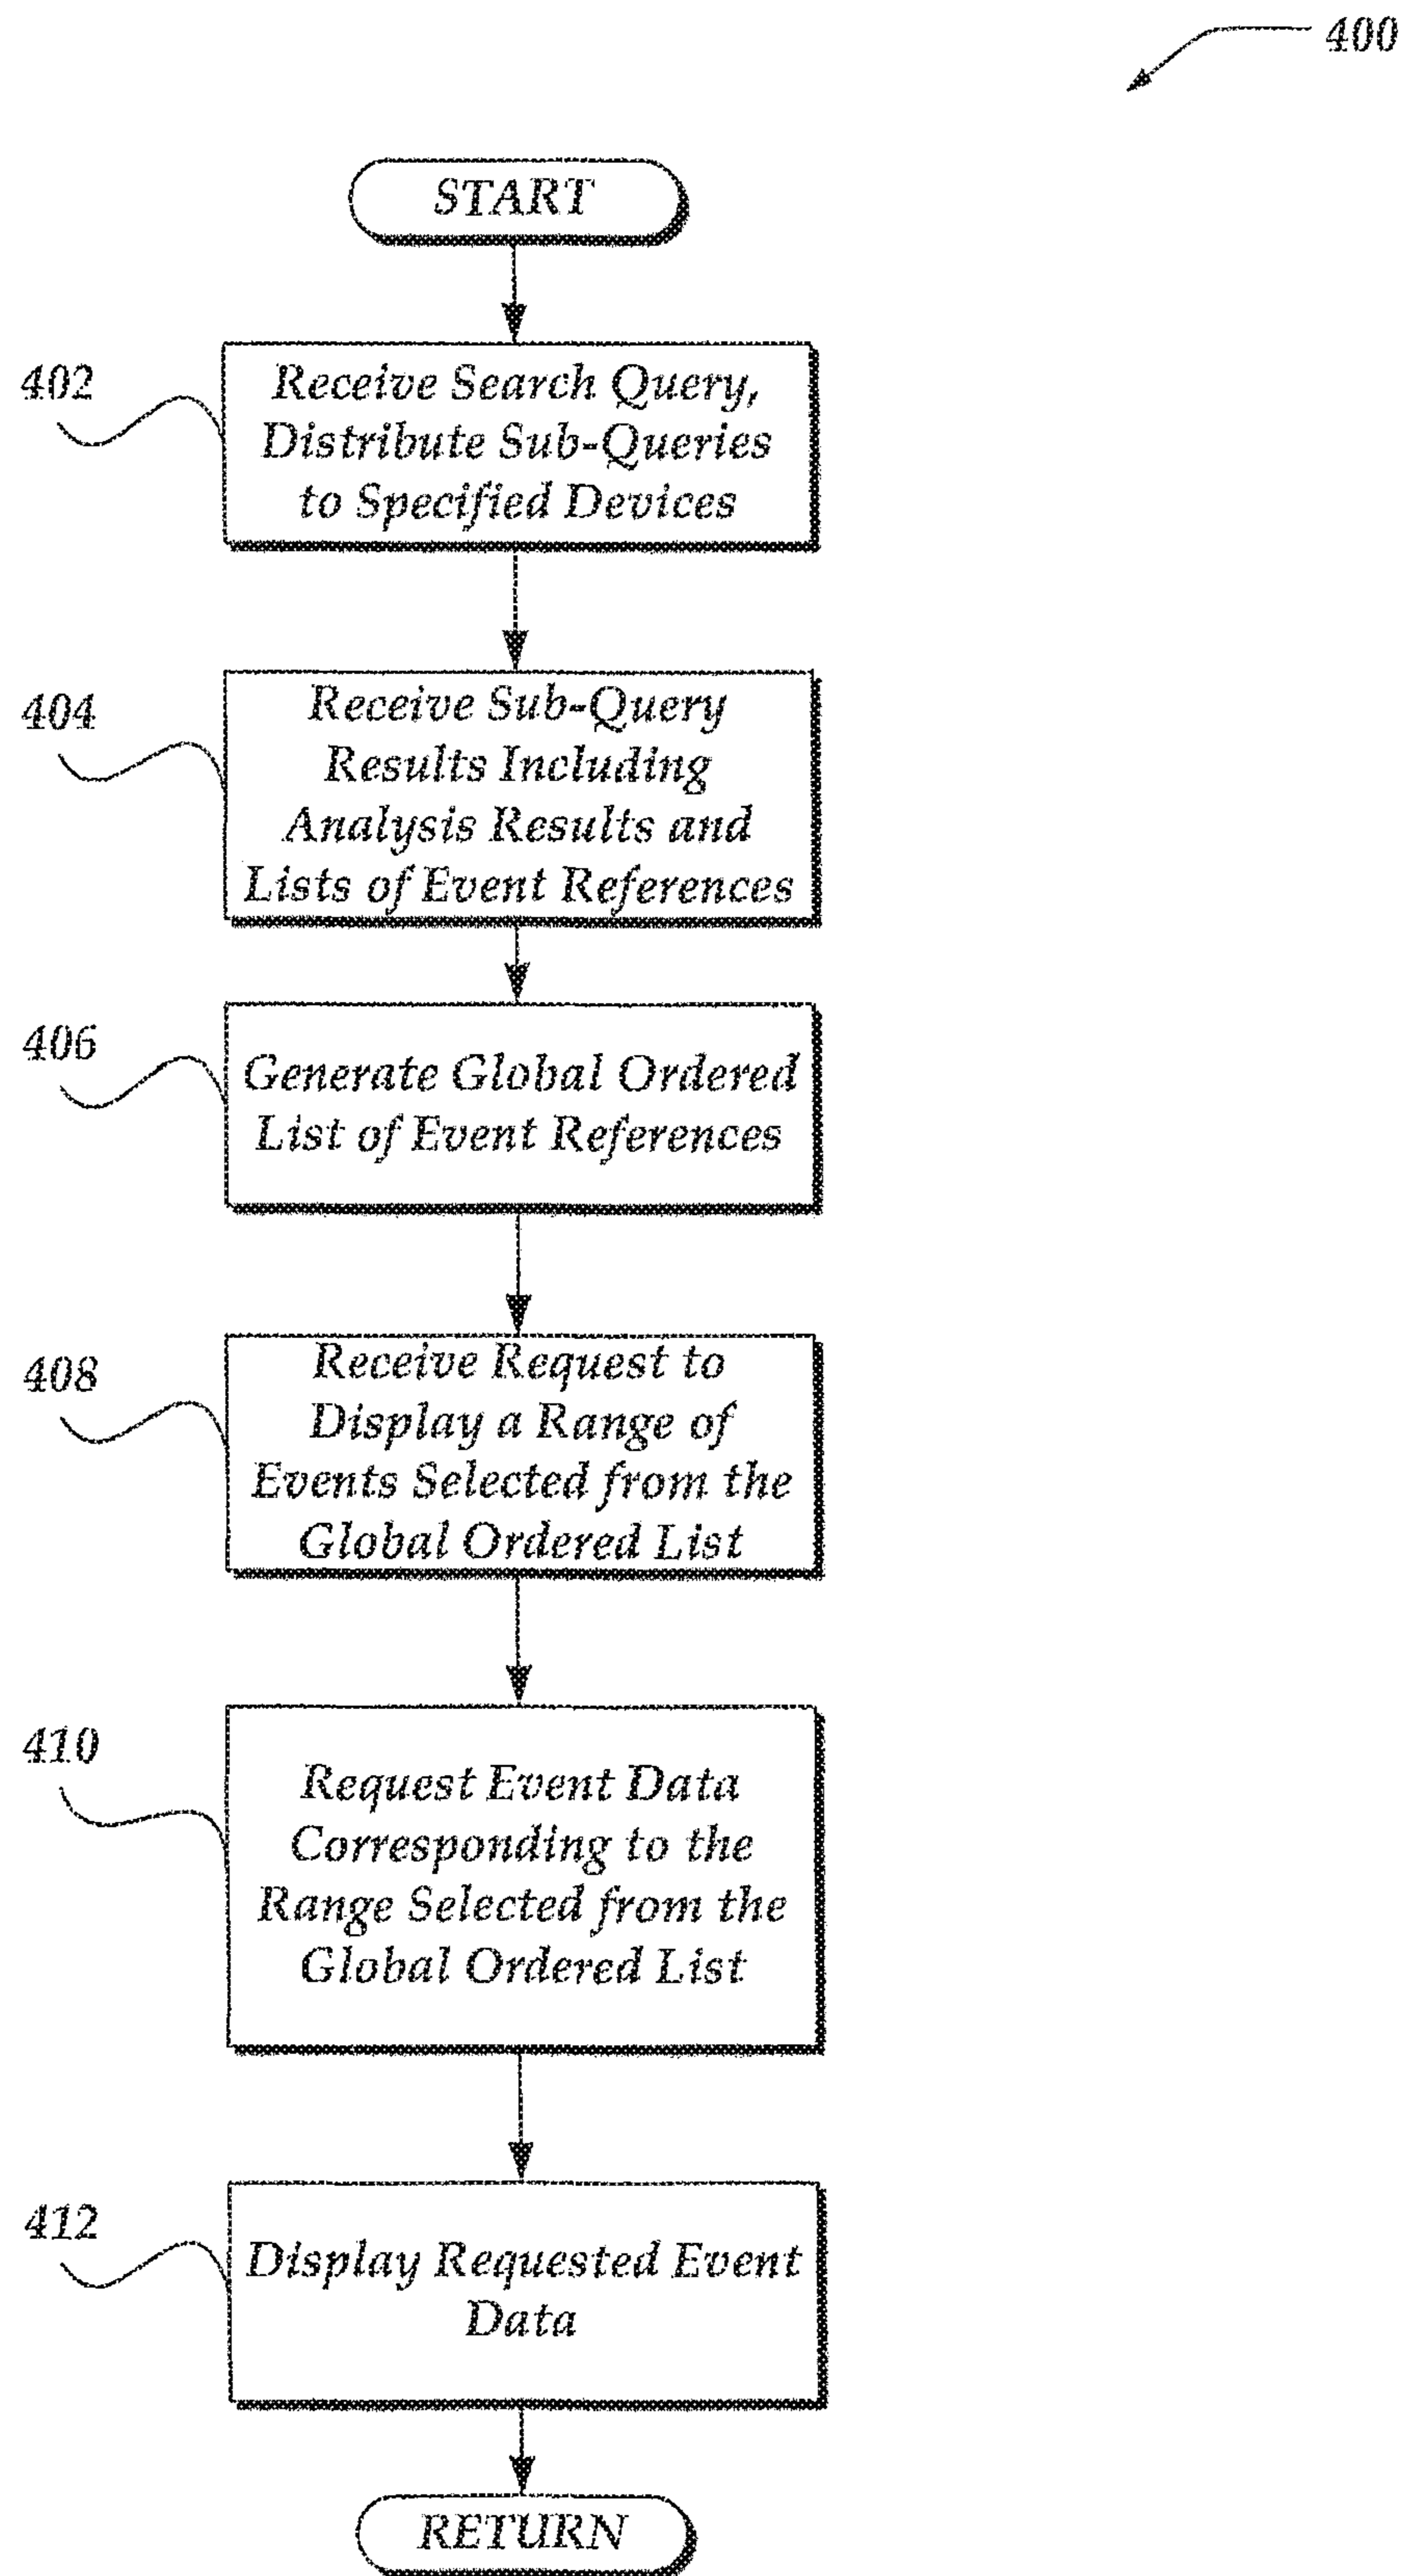 400
START
402
Receive Search Query,
Distribute Sub-Queries
to Specified Devices
404
Receive Sub-Query
Results Including
Analysis Results and
Lists of Event References
406
Generate Global Ordered
List of Event References
408
Receive Request to
Display a Range of
Events Selected from the
Global Ordered List
410
Request Event Data
Corresponding to the
Range Selected from the
Global Ordered List
412
Display Requested Event
Data
RETURN